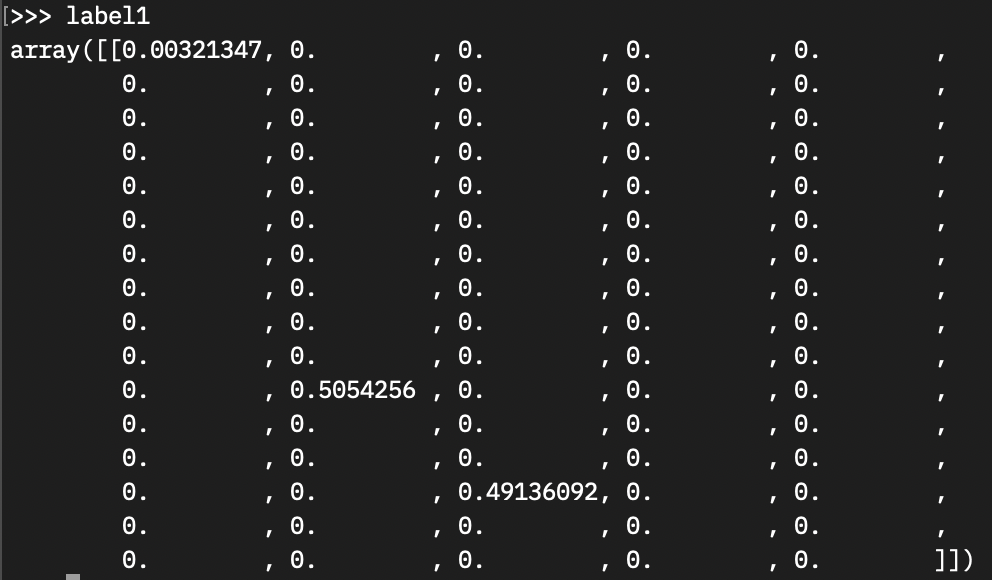 [>>> label1
array([[0.00321347, 0.        , 0.        , 0.        , 0.        ,
        0.        , 0.        , 0.        , 0.        , 0.        ,
        0.        , 0.        , 0.        , 0.        , 0.        ,
        0.        , 0.        , 0.        , 0.        , 0.        ,
        0.        , 0.        , 0.        , 0.        , 0.        ,
        0.        , 0.        , 0.        , 0.        , 0.        ,
        0.        , 0.        , 0.        , 0.        , 0.        ,
        0.        , 0.        , 0.        , 0.        , 0.        ,
        0.        , 0.        , 0.        , 0.        , 0.        ,
        0.        , 0.        , 0.        , 0.        , 0.        ,
        0.        , 0.5054256 , 0.        , 0.        , 0.        ,
        0.        , 0.        , 0.        , 0.        , 0.        ,
        0.        , 0.        , 0.        , 0.        , 0.        ,
        0.        , 0.        , 0.49136092, 0.        , 0.        ,
        0.        , 0.        , 0.        , 0.        , 0.        ,
        0.        , 0.        , 0.        , 0.        , 0.        ]])